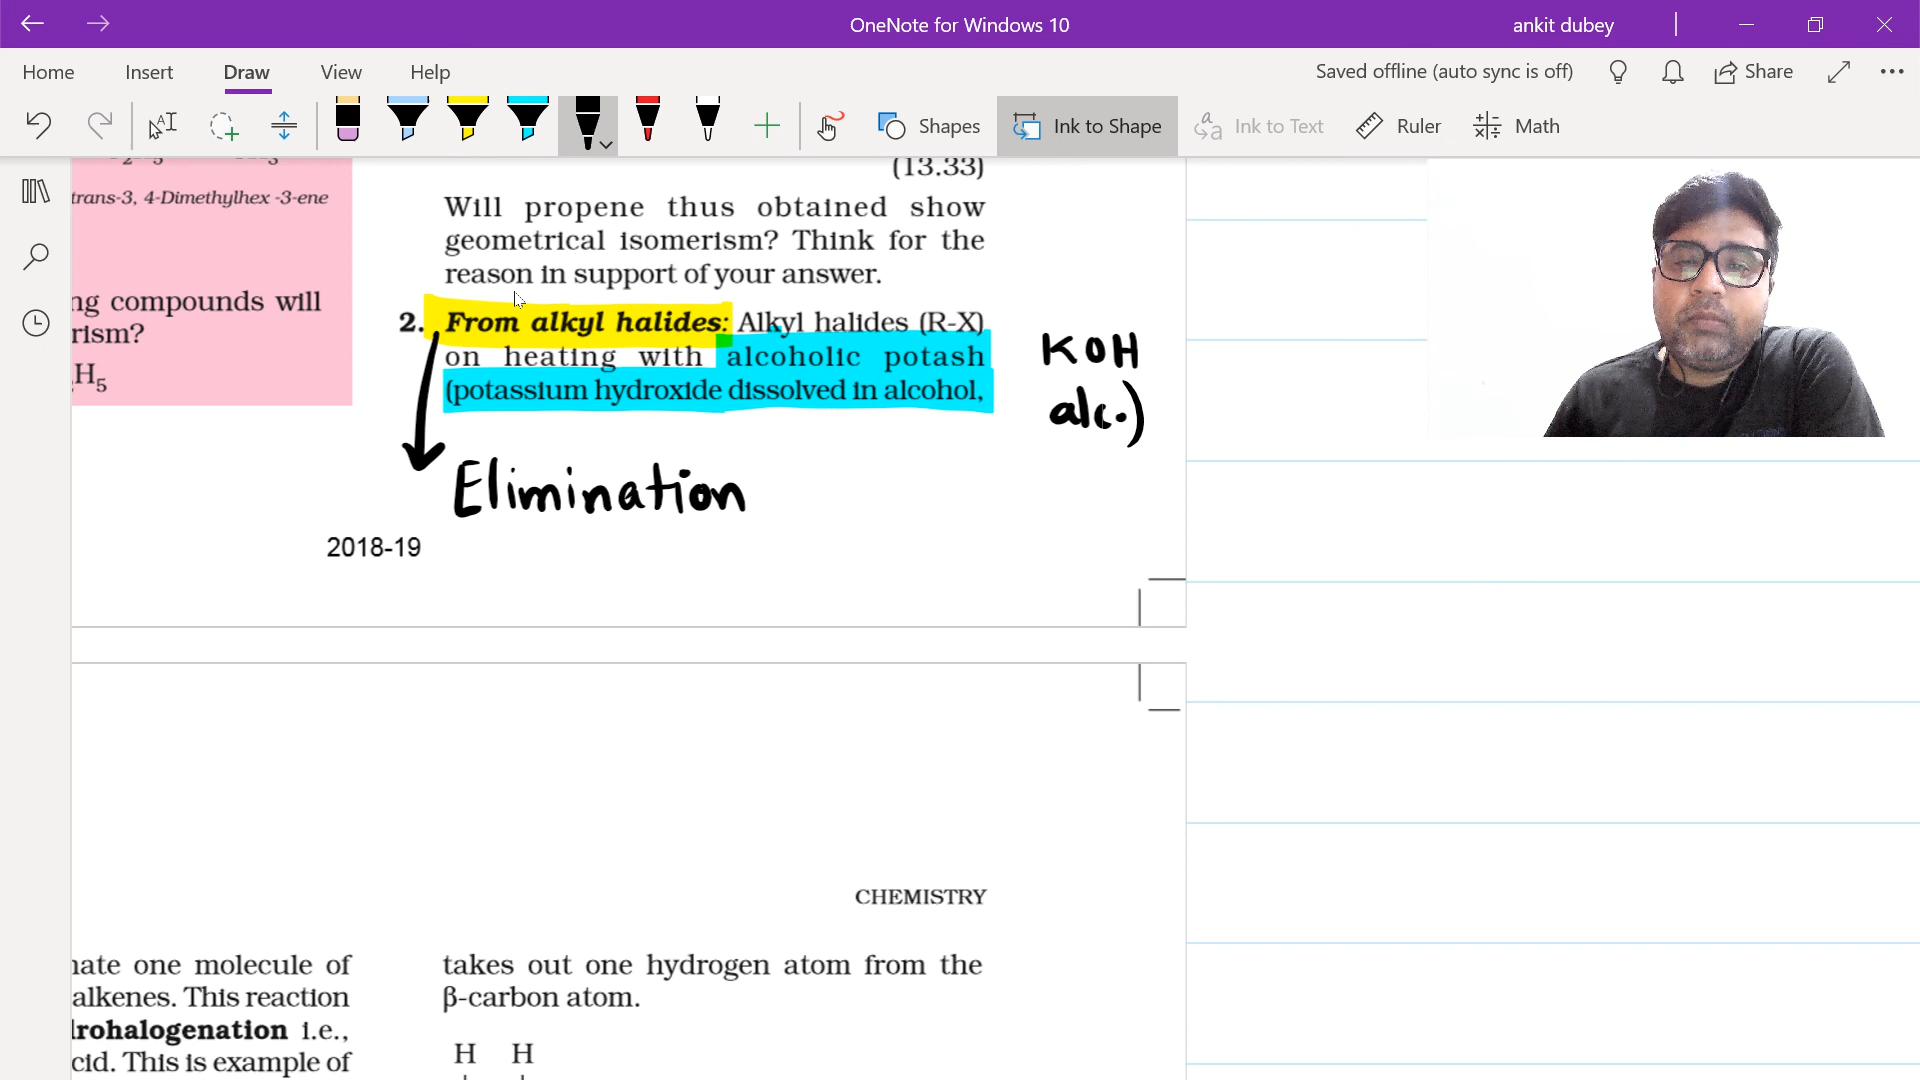 OneNote for Windows 10
ankit dubey
Home Insert Draw View Help
Saved offline (auto sync is off) Share
Shapes Ink to Shape Ink to Text Ruler Math
(13.33)
trans-3, 4-Dimethylhex -3-ene
ng compounds will
rism?
H5
Will propene thus obtained show
geometrical isomerism? Think for the
reason in support of your answer.
2. From alkyl halides: Alkyl halides (R-X)
on heating with alcoholic potash
(potassium hydroxide dissolved in alcohol,
KOH
alc.)
Elimination
2018-19
CHEMISTRY
nate one molecule of
alkenes. This reaction
drohalogenation i.e.,
cid. This is example of
takes out one hydrogen atom from the
β-carbon atom.
H H